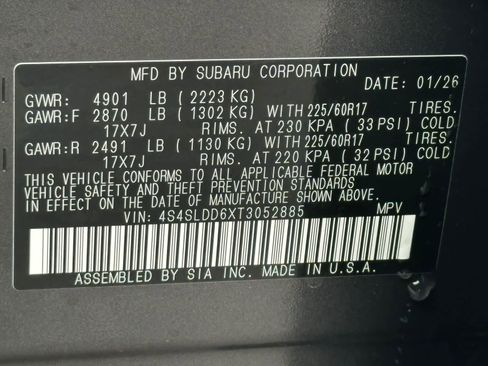 MFD BY SUBARU CORPORATION
DATE: 01/26
GVWR: 4901 LB ( 2223 KG)
GAWR:F 2870 LB ( 1302 KG) WITH 225/60R17 TIRES.
17X7J RIMS. AT 230 KPA ( 33 PSI) COLD
GAWR:R 2491 LB ( 1130 KG) WITH 225/60R17 TIRES.
17X7J RIMS. AT 220 KPA ( 32 PSI) COLD
THIS VEHICLE CONFORMS TO ALL APPLICABLE FEDERAL MOTOR
VEHICLE SAFETY AND THEFT PREVENTION STANDARDS
IN EFFECT ON THE DATE OF MANUFACTURE SHOWN ABOVE.
VIN: 4S4SLDD6XT3052885 MPV
ASSEMBLED BY SIA INC. MADE IN U.S.A.